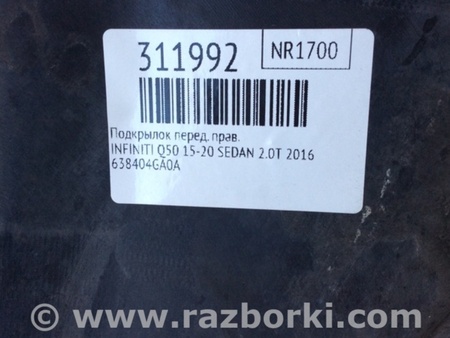 311992
NR1700
Подкрылок перед. прав.
INFINITI Q50 15-20 SEDAN 2.0T 2016
638404GA0A
© www.razborki.com